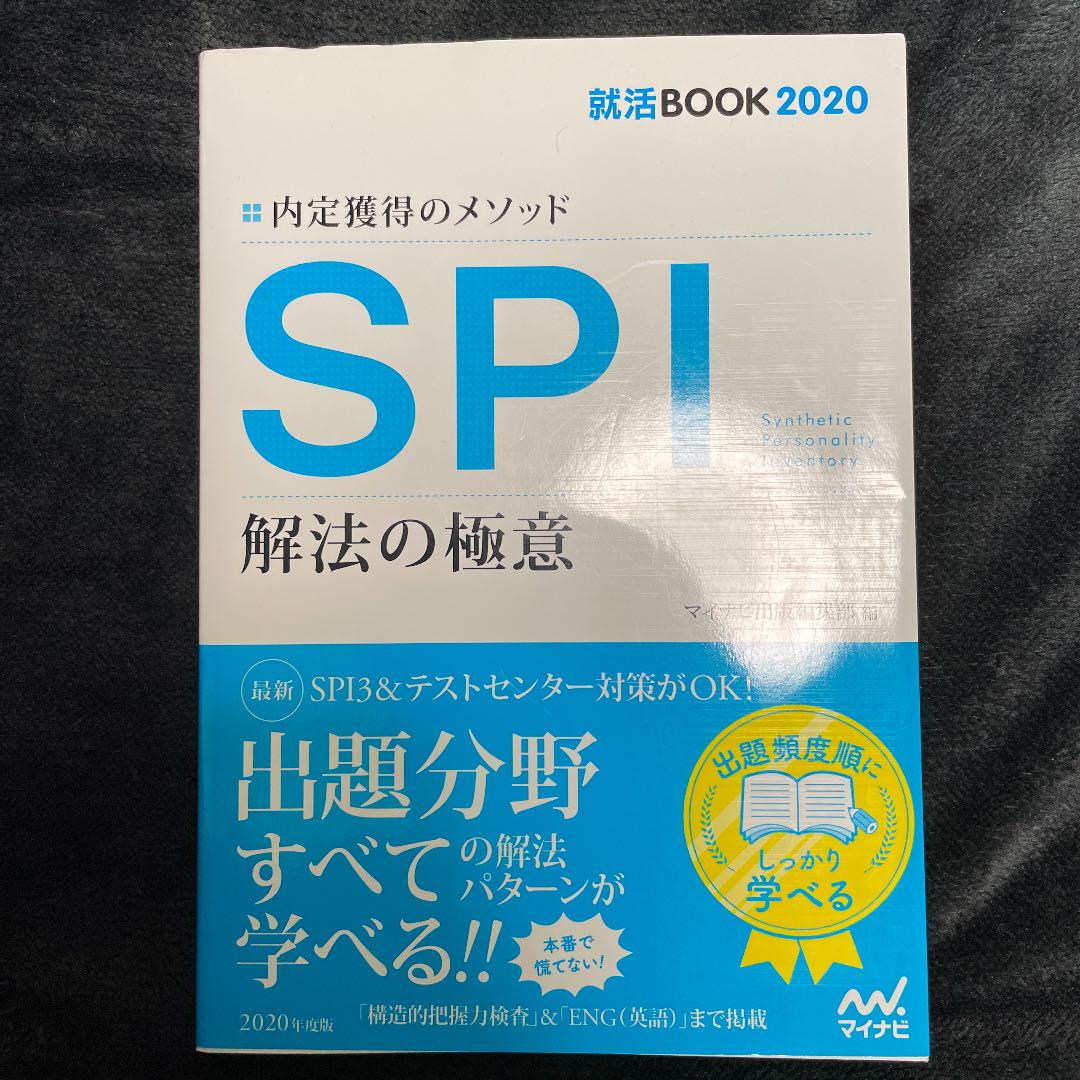 就活BOOK 2020
内定獲得のメソッド
SPI
Synthetic
Personality
Inventory
解法の極意
マイナビ出版編集部 編
最新 SPI3&テストセンター対策がOK!
出題分野
すべての解法
パターンが
学べる!!
本番で
慌てない!
出題頻度順に
しっかり
学べる
2020年度版
「構造的把握力検査」&「ENG(英語)」まで掲載
マイナビ